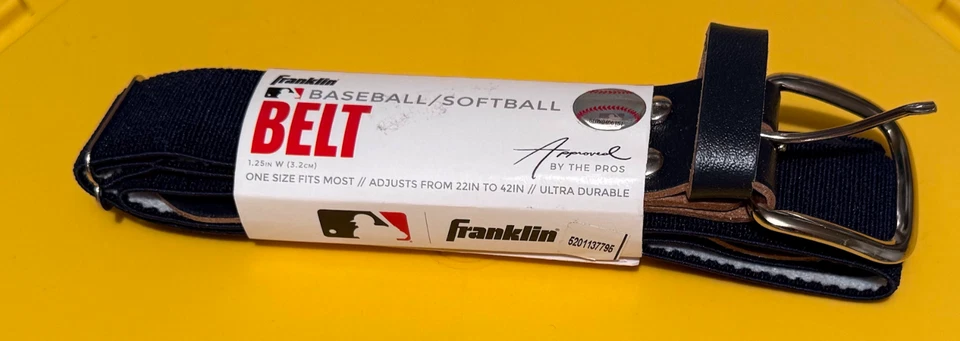 Franklin
BASEBALL/SOFTBALL
BELT
Approved
BY THE PROS
1.25IN W (3.2CM)
ONE SIZE FITS MOST // ADJUSTS FROM 22IN TO 42IN // ULTRA DURABLE
Franklin
6201137796